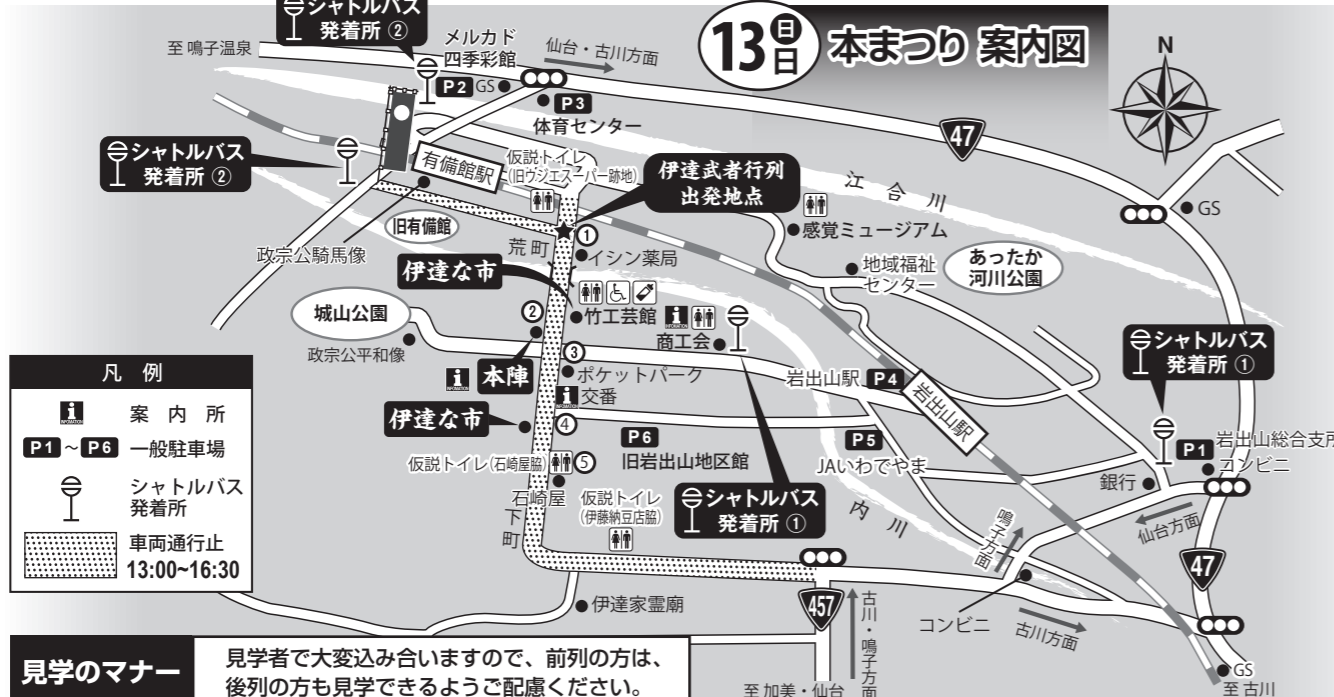 シャトルバス
発着所 ②
至 鳴子温泉
メルカド
四季彩館
仙台・古川方面
13日 日 本まつり 案内図
N
P2 GS
P3
体育センター
47
シャトルバス
発着所 ②
有備館駅
仮設トイレ
(旧ウジエスーパー跡地)
伊達武者行列
出発地点
江合川
GS
旧有備館
感覚ミュージアム
政宗公騎馬像
荒町
①
イシン薬局
地域福祉
センター
あったか
河川公園
伊達な市
城山公園
②
竹工芸館
商工会
シャトルバス
発着所 ①
政宗公平和像
本陣
③
ポケットパーク
岩出山駅 P4
岩出山駅
凡 例
案 内 所
P1 ~ P6 一般駐車場
シャトルバス
発着所
車両通行止
13:00~16:30
交番
伊達な市
④
P6
旧岩出山地区館
P5
JAいわでやま
P1
岩出山総合支所
コンビニ
銀行
仮設トイレ(石崎屋脇)
⑤
石崎屋
仮設トイレ
(伊藤納豆店脇)
シャトルバス
発着所 ①
内川
下町
鳴子方面
仙台方面
47
伊達家霊廟
457
古川・鳴子方面
コンビニ
古川方面
GS
至 加美・仙台
至 古川
見学のマナー
見学者で大変込み合いますので、前列の方は、
後列の方も見学できるようご配慮ください。